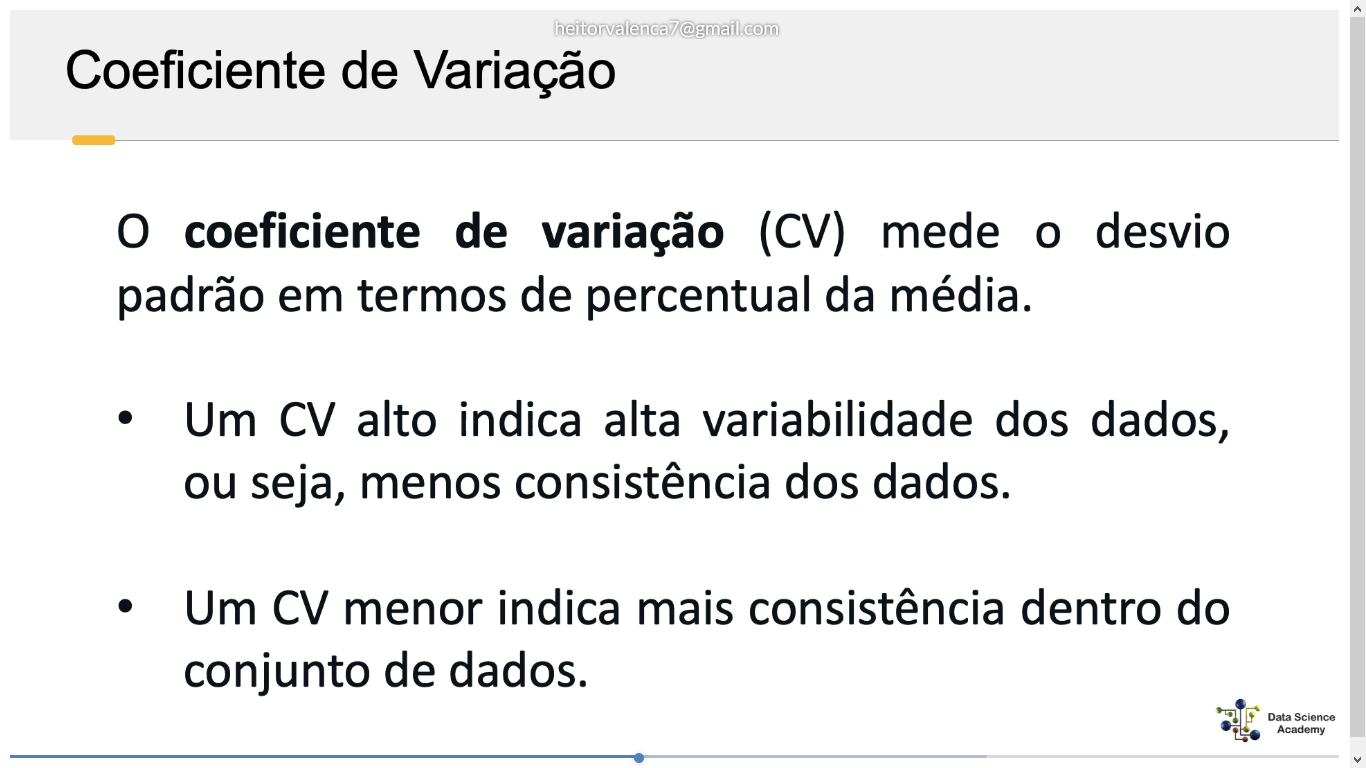 heitorvalenca7@gmail.com
Coeficiente de Variação
O coeficiente de variação (CV) mede o desvio
padrão em termos de percentual da média.
• Um CV alto indica alta variabilidade dos dados,
ou seja, menos consistência dos dados.
• Um CV menor indica mais consistência dentro do
conjunto de dados.
Data Science
Academy